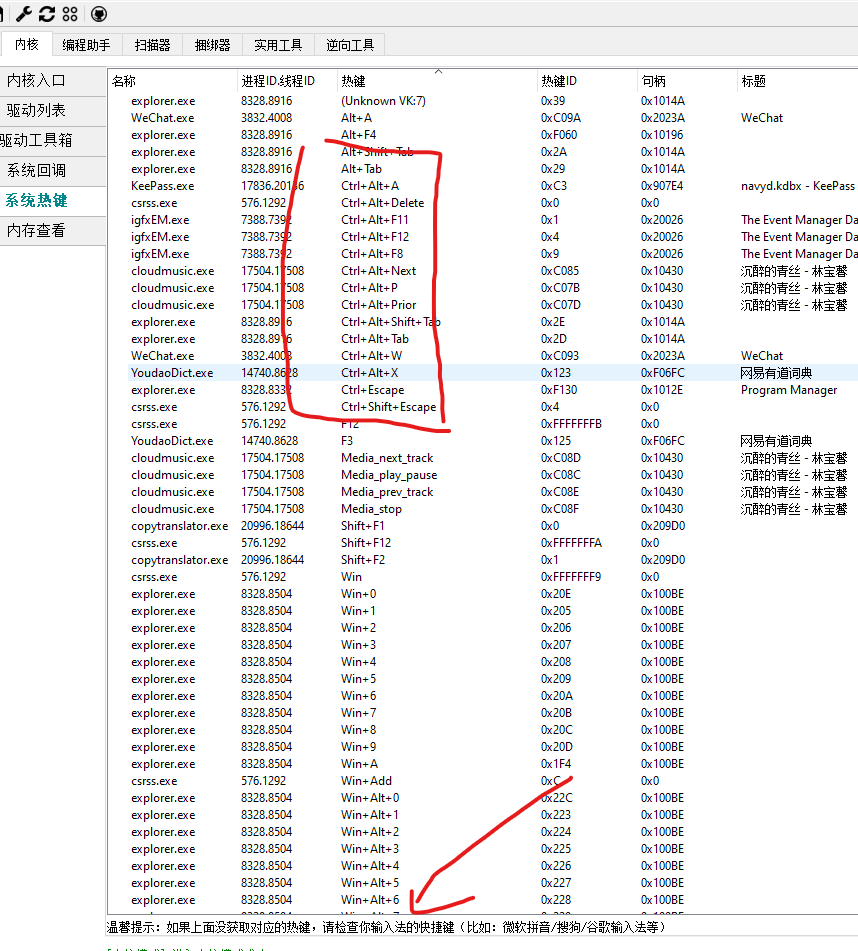 内核 编程助手 扫描器 捆绑器 实用工具 逆向工具
内核入口
驱动列表
驱动工具箱
系统回调
系统热键
内存查看
名称 进程ID.线程ID 热键 热键ID 句柄 标题
explorer.exe 8328.8916 (Unknown VK:7) 0x39 0x1014A
WeChat.exe 3832.4008 Alt+A 0xC09A 0x2023A WeChat
explorer.exe 8328.8916 Alt+F4 0xF060 0x10196
explorer.exe 8328.8916 Alt+Shift+Tab 0x2A 0x1014A
explorer.exe 8328.8916 Alt+Tab 0x29 0x1014A
KeePass.exe 17836.20136 Ctrl+Alt+A 0xC3 0x907E4 navyd.kdbx - KeePass
csrss.exe 576.1292 Ctrl+Alt+Delete 0x0 0x0
igfxEM.exe 7388.7392 Ctrl+Alt+F11 0x1 0x20026 The Event Manager Da
igfxEM.exe 7388.7392 Ctrl+Alt+F12 0x4 0x20026 The Event Manager Da
igfxEM.exe 7388.7392 Ctrl+Alt+F8 0x9 0x20026 The Event Manager Da
cloudmusic.exe 17504.17508 Ctrl+Alt+Next 0xC085 0x10430 沉醉的青丝 - 林宝馨
cloudmusic.exe 17504.17508 Ctrl+Alt+P 0xC07B 0x10430 沉醉的青丝 - 林宝馨
cloudmusic.exe 17504.17508 Ctrl+Alt+Prior 0xC07D 0x10430 沉醉的青丝 - 林宝馨
explorer.exe 8328.8916 Ctrl+Alt+Shift+Tab 0x2E 0x1014A
explorer.exe 8328.8916 Ctrl+Alt+Tab 0x2D 0x1014A
WeChat.exe 3832.4008 Ctrl+Alt+W 0xC093 0x2023A WeChat
YoudaoDict.exe 14740.8628 Ctrl+Alt+X 0x123 0xF06FC 网易有道词典
explorer.exe 8328.8332 Ctrl+Escape 0xF130 0x1012E Program Manager
csrss.exe 576.1292 Ctrl+Shift+Escape 0x4 0x0
csrss.exe 576.1292 F12 0xFFFFFFFB 0x0
YoudaoDict.exe 14740.8628 F3 0x125 0xF06FC 网易有道词典
cloudmusic.exe 17504.17508 Media_next_track 0xC08D 0x10430 沉醉的青丝 - 林宝馨
cloudmusic.exe 17504.17508 Media_play_pause 0xC08C 0x10430 沉醉的青丝 - 林宝馨
cloudmusic.exe 17504.17508 Media_prev_track 0xC08E 0x10430 沉醉的青丝 - 林宝馨
cloudmusic.exe 17504.17508 Media_stop 0xC08F 0x10430 沉醉的青丝 - 林宝馨
copytranslator.exe 20996.18644 Shift+F1 0x0 0x209D0
csrss.exe 576.1292 Shift+F12 0xFFFFFFFA 0x0
copytranslator.exe 20996.18644 Shift+F2 0x1 0x209D0
csrss.exe 576.1292 Win 0xFFFFFFF9 0x0
explorer.exe 8328.8504 Win+0 0x20E 0x100BE
explorer.exe 8328.8504 Win+1 0x205 0x100BE
explorer.exe 8328.8504 Win+2 0x206 0x100BE
explorer.exe 8328.8504 Win+3 0x207 0x100BE
explorer.exe 8328.8504 Win+4 0x208 0x100BE
explorer.exe 8328.8504 Win+5 0x209 0x100BE
explorer.exe 8328.8504 Win+6 0x20A 0x100BE
explorer.exe 8328.8504 Win+7 0x20B 0x100BE
explorer.exe 8328.8504 Win+8 0x20C 0x100BE
explorer.exe 8328.8504 Win+9 0x20D 0x100BE
explorer.exe 8328.8504 Win+A 0x1F4 0x100BE
csrss.exe 576.1292 Win+Add 0xC 0x0
explorer.exe 8328.8504 Win+Alt+0 0x22C 0x100BE
explorer.exe 8328.8504 Win+Alt+1 0x223 0x100BE
explorer.exe 8328.8504 Win+Alt+2 0x224 0x100BE
explorer.exe 8328.8504 Win+Alt+3 0x225 0x100BE
explorer.exe 8328.8504 Win+Alt+4 0x226 0x100BE
explorer.exe 8328.8504 Win+Alt+5 0x227 0x100BE
explorer.exe 8328.8504 Win+Alt+6 0x228 0x100BE
温馨提示：如果上面没获取对应的热键，请检查你输入法的快捷键（比如：微软拼音/搜狗/谷歌输入法等）